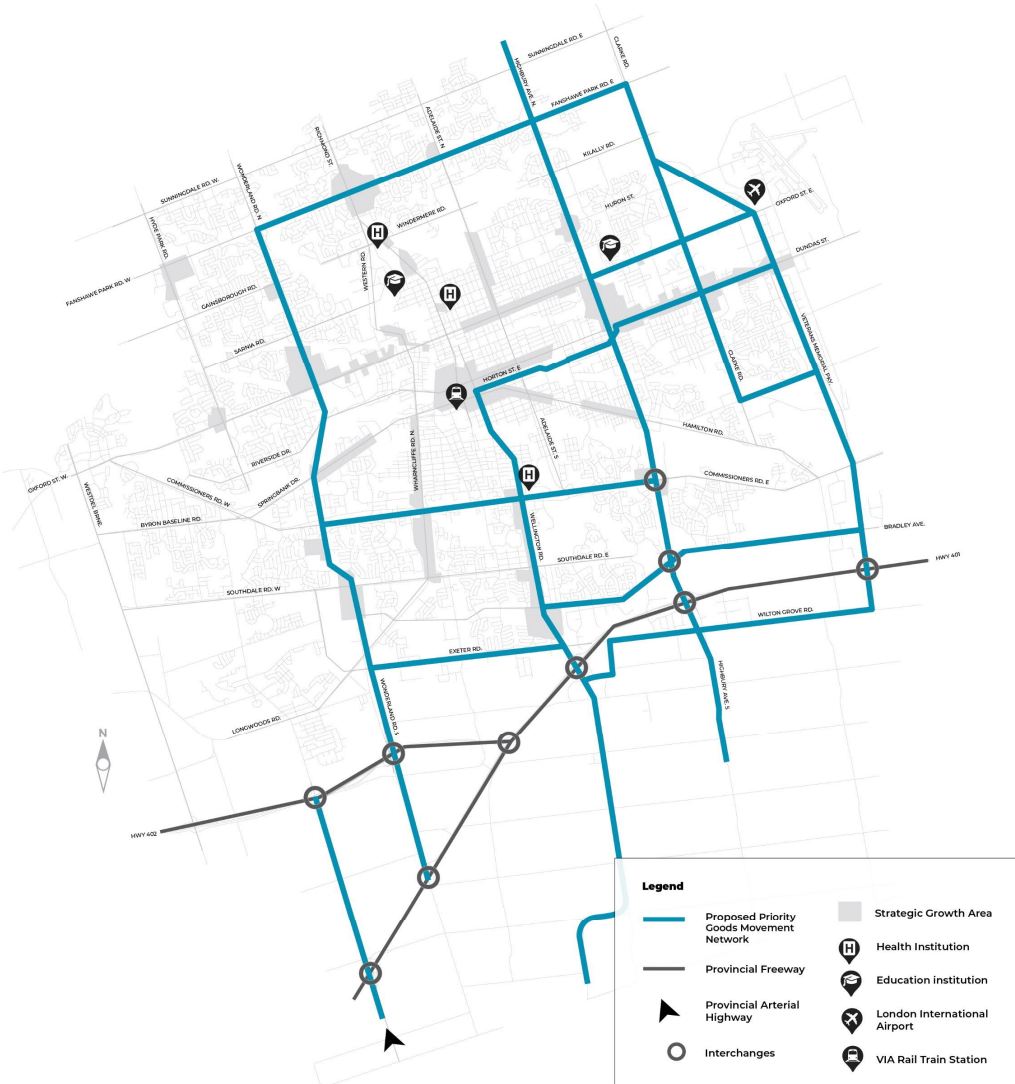 SUNNINGDALE RD. E
CLARKE RD.
HIGHBURY AVE. N.
FANSHAWE PARK RD. E
ADELAIDE ST. N
RICHMOND ST.
KILALLY RD.
WONDERLAND RD. N
SUNNINGDALE RD. W.
HURON ST.
OXFORD ST. E.
WINDERMERE RD.
HYDE PARK RD.
H
DUNDAS ST.
WESTERN RD.
FANSHAWE PARK RD. W
GAINSBOROUGH RD.
H
SARNIA RD.
VETERANS MEMORIAL PKY.
CLARKE RD.
HORTON ST. E
ADELAIDE ST. S
HAMILTON RD.
WHARNCLIFFE RD. N
RIVERSIDE DR.
OXFORD ST. W.
COMMISSIONERS RD. W
SPRINGBANK DR.
H
COMMISSIONERS RD. E
WESTDEL BRNE.
BYRON BASELINE RD.
WELLINGTON RD.
BRADLEY AVE.
SOUTHDALE RD. E
HWY 401
SOUTHDALE RD. W
WILTON GROVE RD.
EXETER RD.
HIGHBURY AVE. S
WONDERLAND RD. S
LONGWOODS RD.
N
HWY 402
Legend
Proposed Priority
Goods Movement
Network
Provincial Freeway
Provincial Arterial
Highway
Interchanges
Strategic Growth Area
H
Health Institution
Education institution
London International
Airport
VIA Rail Train Station